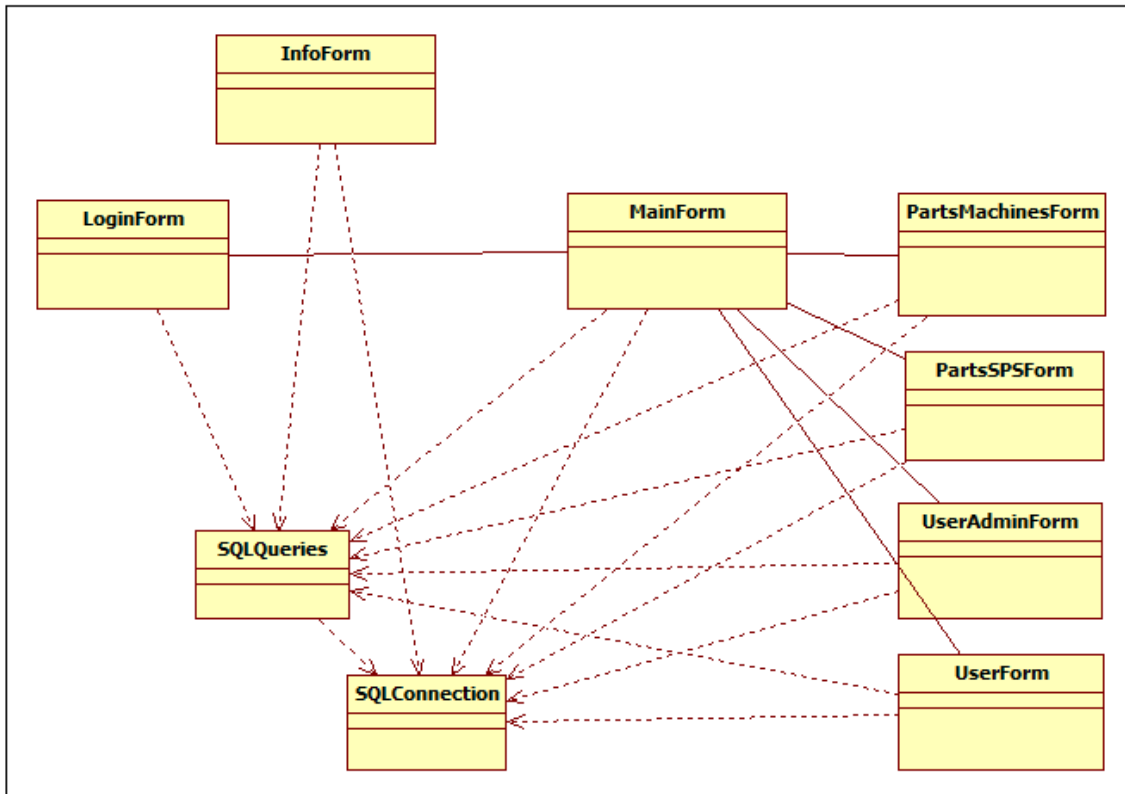 InfoForm
LoginForm
MainForm
PartsMachinesForm
PartsSPSForm
UserAdminForm
SQLQueries
UserForm
SQLConnection